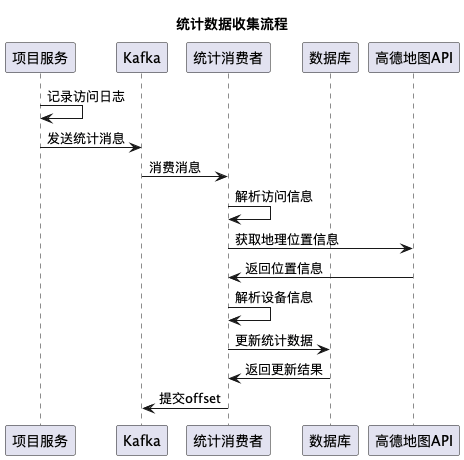 统计数据收集流程
项目服务 Kafka 统计消费者 数据库 高德地图API
记录访问日志
发送统计消息
消费消息
解析访问信息
获取地理位置信息
返回位置信息
解析设备信息
更新统计数据
返回更新结果
提交offset
项目服务 Kafka 统计消费者 数据库 高德地图API